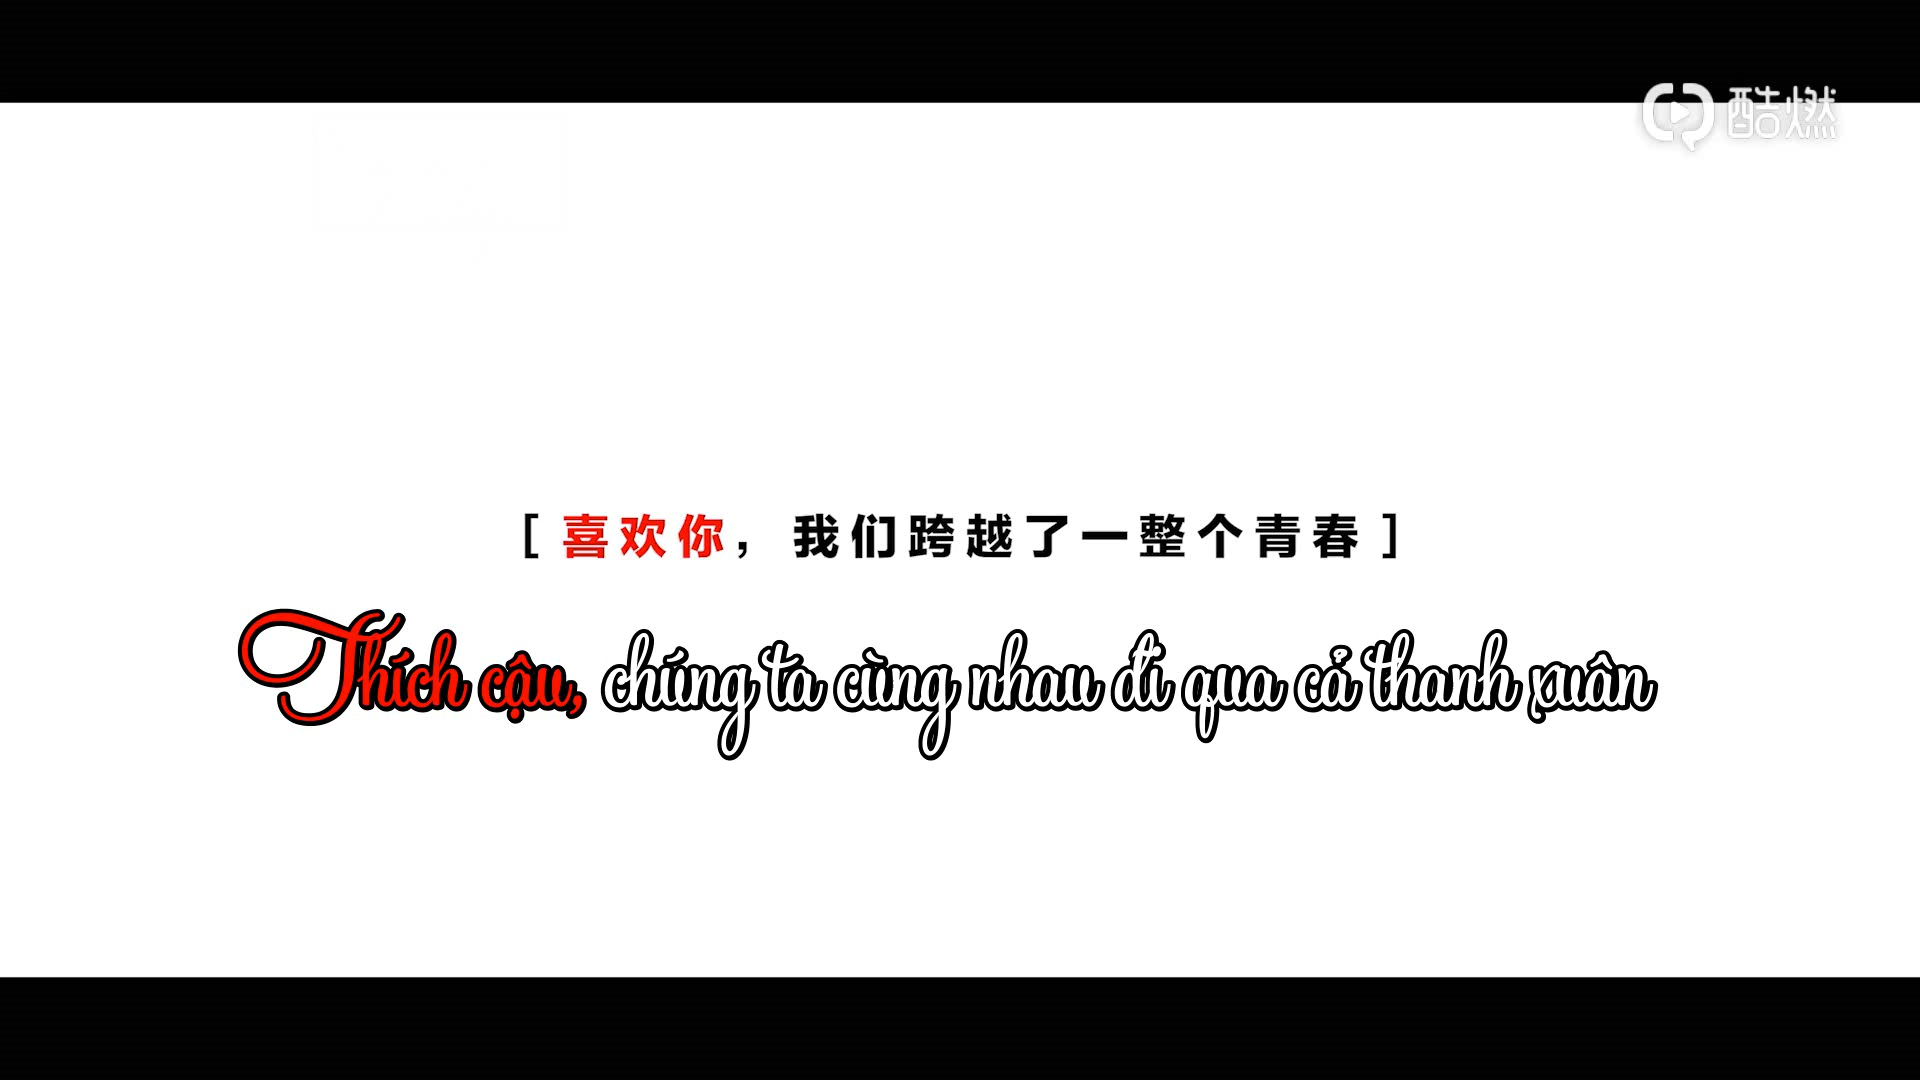 酷燃
[ 喜欢你，我们跨越了一整个青春 ]
Thích cậu, chúng ta cùng nhau đi qua cả thanh xuân